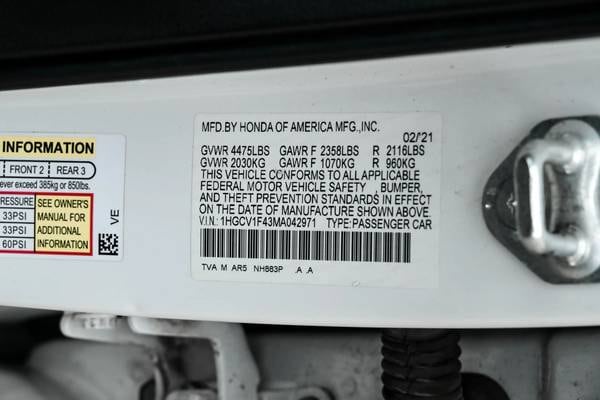 INFORMATION
FRONT 2 REAR 3
ever exceed 385kg or 850lbs.
PRESSURE SEE OWNER'S
33PSI MANUAL FOR
33PSI ADDITIONAL
60PSI INFORMATION
VE
MFD.BY HONDA OF AMERICA MFG.,INC.
02/'21
GVWR 4475LBS GAWR F 2358LBS R 2116LBS
GVWR 2030KG GAWR F 1070KG R 960KG
THIS VEHICLE CONFORMS TO ALL APPLICABLE
FEDERAL MOTOR VEHICLE SAFETY , BUMPER,
AND THEFT PREVENTION STANDARDS IN EFFECT
ON THE DATE OF MANUFACTURE SHOWN ABOVE.
V.I.N: 1HGCV1F43MA042971 TYPE:PASSENGER CAR
TVA M AR5 NH883P .A .A